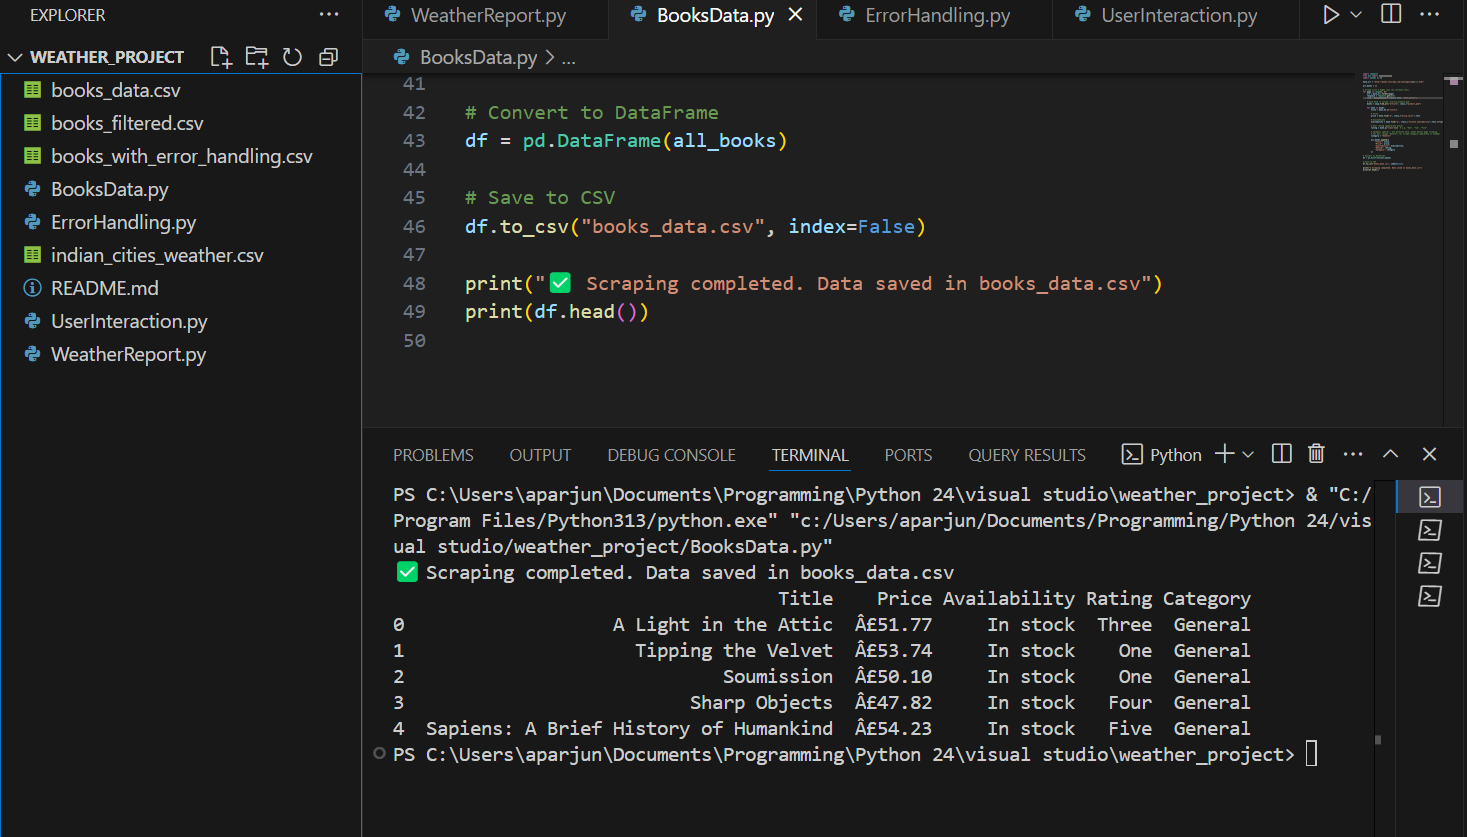 EXPLORER
WEATHER_PROJECT
books_data.csv
books_filtered.csv
books_with_error_handling.csv
BooksData.py
ErrorHandling.py
indian_cities_weather.csv
README.md
UserInteraction.py
WeatherReport.py
WeatherReport.py BooksData.py ErrorHandling.py UserInteraction.py
BooksData.py > ...
41
42 # Convert to DataFrame
43 df = pd.DataFrame(all_books)
44
45 # Save to CSV
46 df.to_csv("books_data.csv", index=False)
47
48 print("✅ Scraping completed. Data saved in books_data.csv")
49 print(df.head())
50
PROBLEMS OUTPUT DEBUG CONSOLE TERMINAL PORTS QUERY RESULTS Python
PS C:\Users\aparjun\Documents\Programming\Python 24\visual studio\weather_project> & "C:/
Program Files/Python313/python.exe" "c:/Users/aparjun/Documents/Programming/Python 24/vis
ual studio/weather_project/BooksData.py"
✅ Scraping completed. Data saved in books_data.csv
Title Price Availability Rating Category
0 A Light in the Attic Â£51.77 In stock Three General
1 Tipping the Velvet Â£53.74 In stock One General
2 Soumission Â£50.10 In stock One General
3 Sharp Objects Â£47.82 In stock Four General
4 Sapiens: A Brief History of Humankind Â£54.23 In stock Five General
PS C:\Users\aparjun\Documents\Programming\Python 24\visual studio\weather_project>